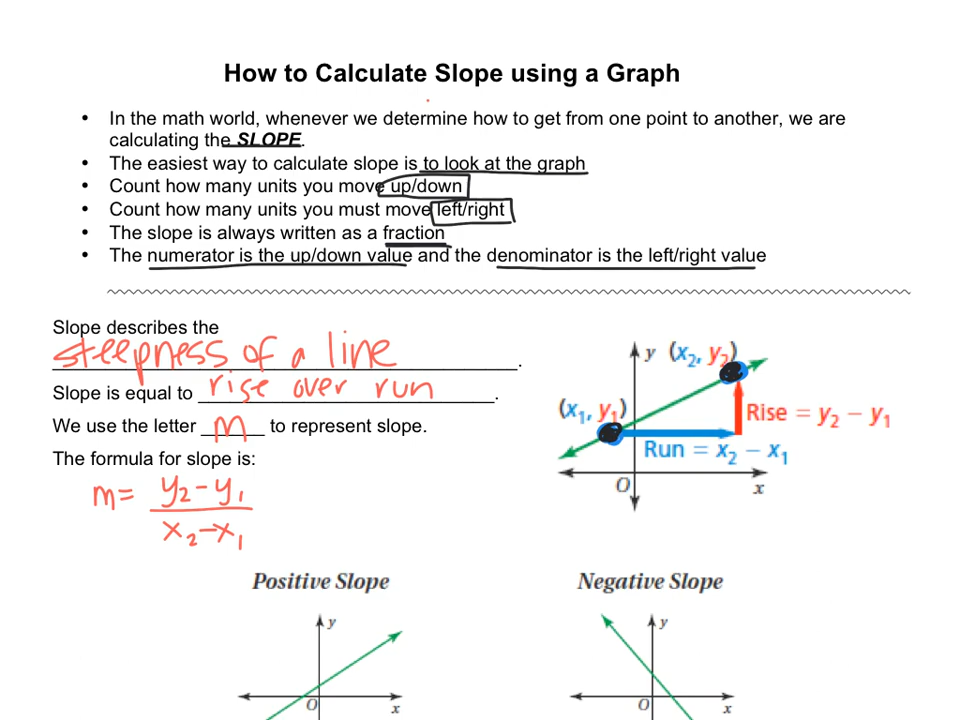 How to Calculate Slope using a Graph
• In the math world, whenever we determine how to get from one point to another, we are
calculating the SLOPE.
• The easiest way to calculate slope is to look at the graph
• Count how many units you move up/down
• Count how many units you must move left/right
• The slope is always written as a fraction
• The numerator is the up/down value and the denominator is the left/right value
Slope describes the
steepness of a line.
Slope is equal to rise over run.
We use the letter m to represent slope.
The formula for slope is:
m = y₂ - y₁
x₂ - x₁
y (x₂, y₂)
(x₁, y₁)
Rise = y₂ − y₁
Run = x₂ − x₁
O
x
Positive Slope
y
O
x
Negative Slope
y
O
x